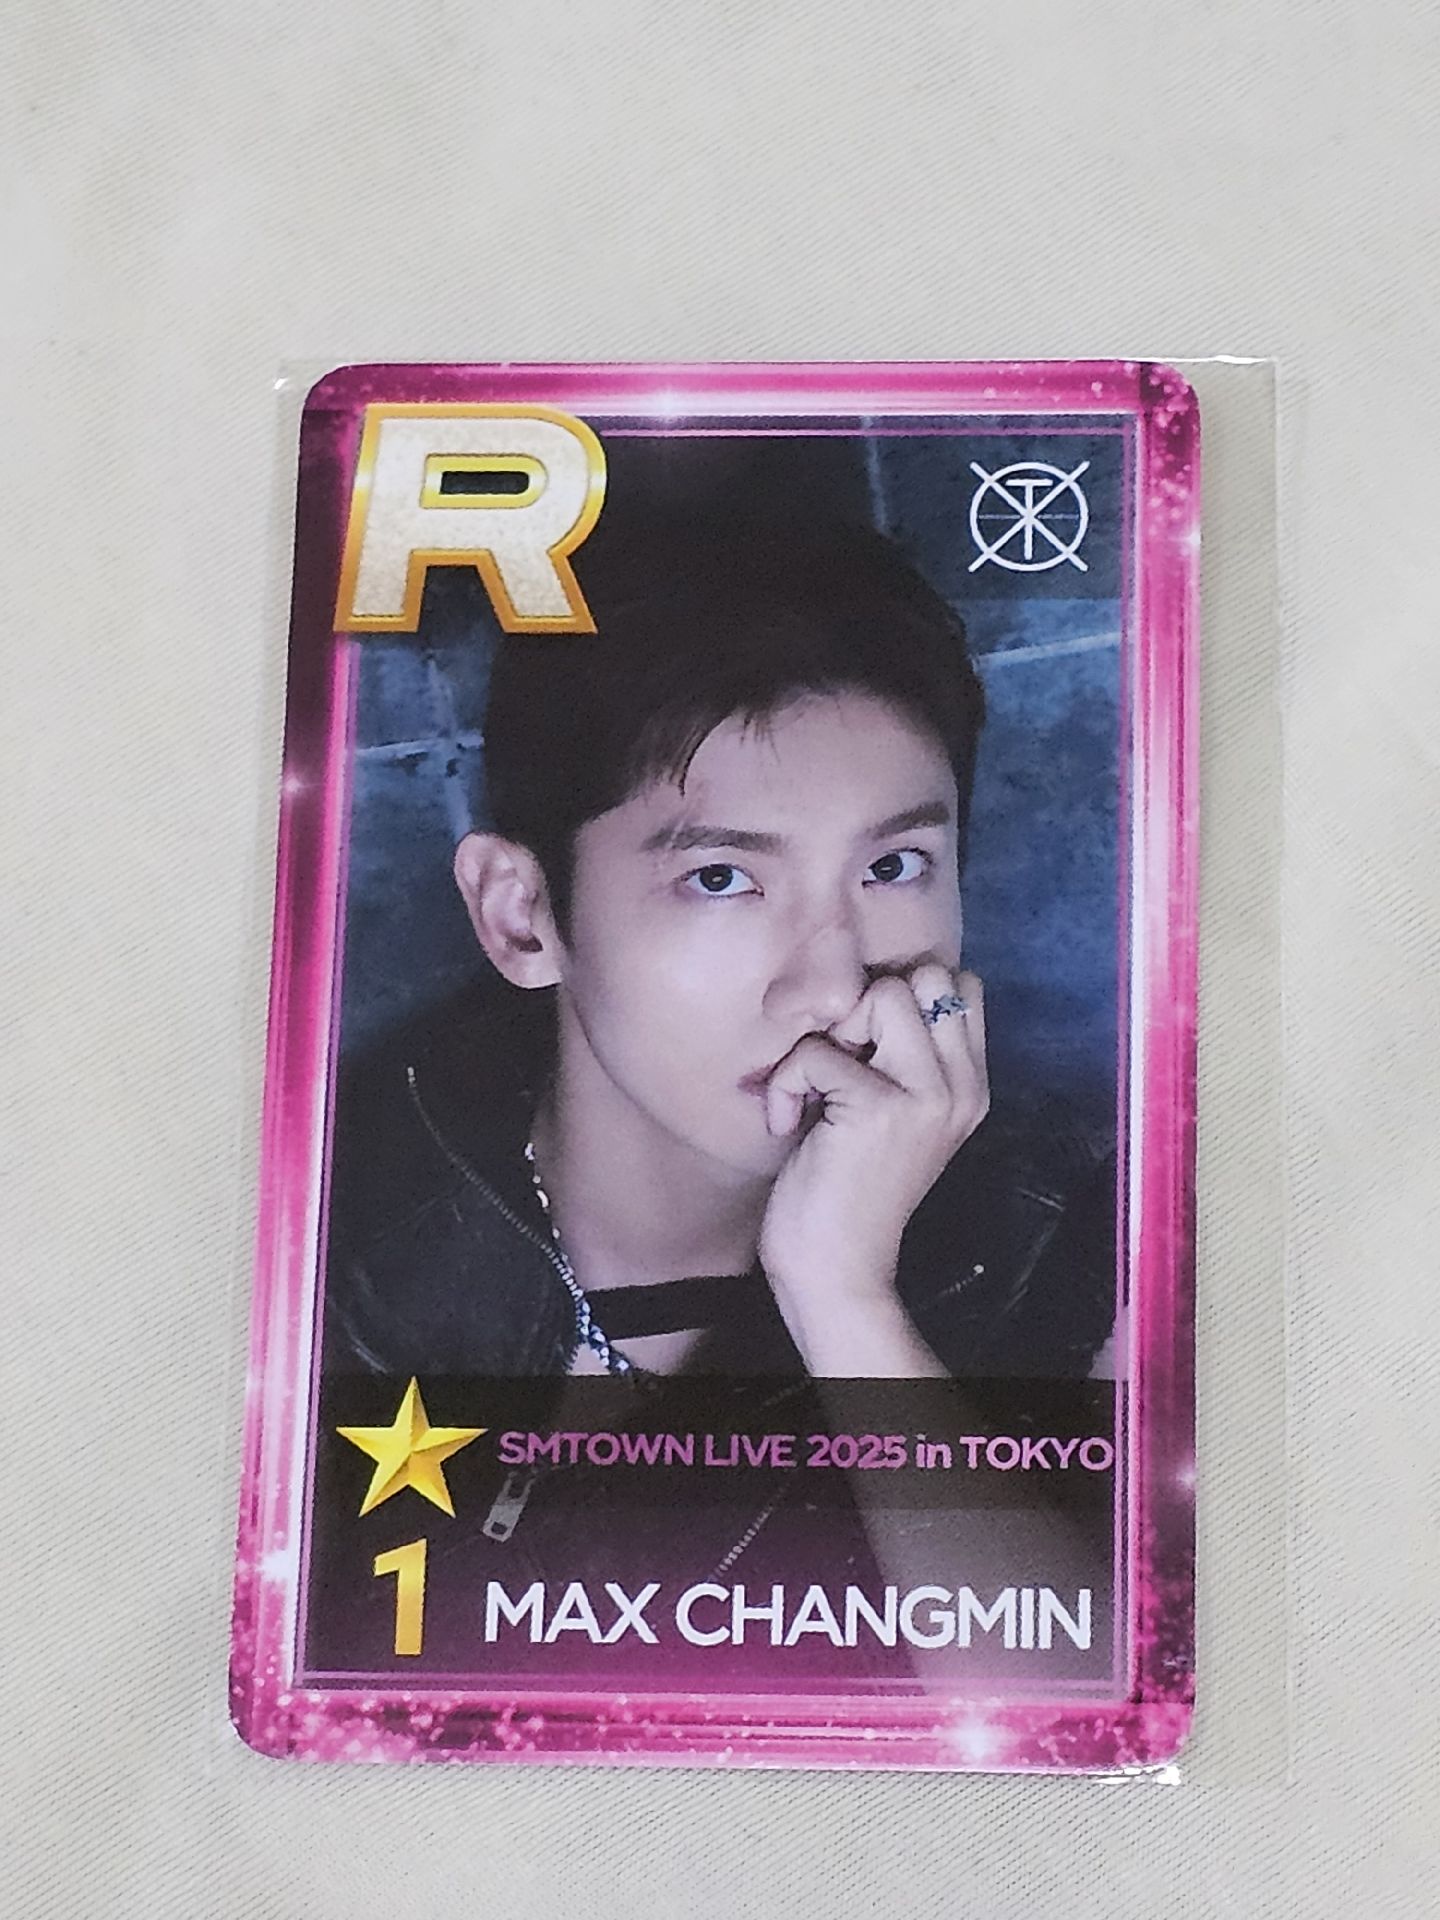 R
SMTOWN LIVE 2025 in TOKYO
1
MAX CHANGMIN